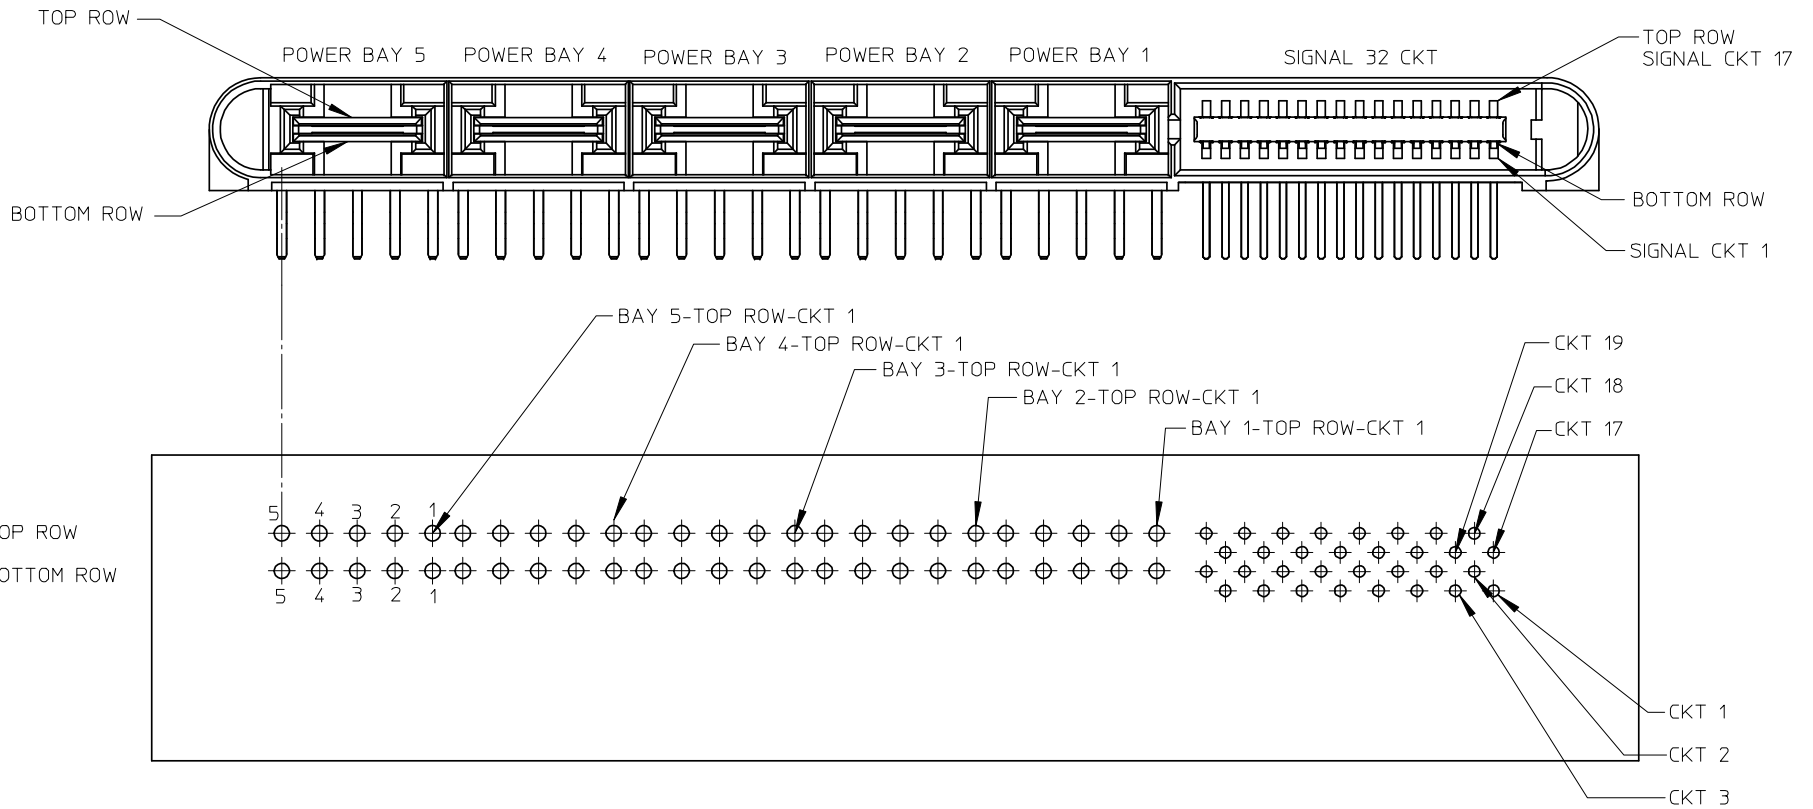 TOP ROW
POWER BAY 5
POWER BAY 4
POWER BAY 3
POWER BAY 2
POWER BAY 1
SIGNAL 32 CKT
TOP ROW
SIGNAL CKT 17
BOTTOM ROW
BOTTOM ROW
SIGNAL CKT 1
BAY 5-TOP ROW-CKT 1
BAY 4-TOP ROW-CKT 1
BAY 3-TOP ROW-CKT 1
BAY 2-TOP ROW-CKT 1
BAY 1-TOP ROW-CKT 1
CKT 19
CKT 18
CKT 17
5 4 3 2 1
OP ROW
OTTOM ROW
5 4 3 2 1
CKT 1
CKT 2
CKT 3